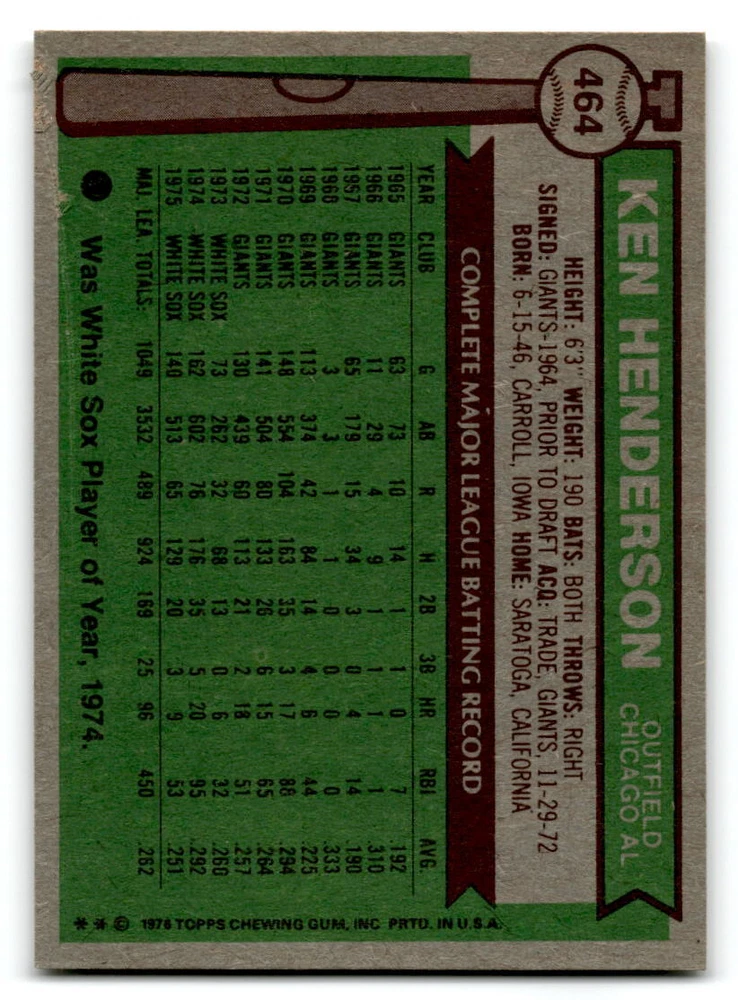 464
KEN HENDERSON
OUTFIELD
CHICAGO AL
HEIGHT: 6'3" WEIGHT: 190 BATS: BOTH THROWS: RIGHT
SIGNED: GIANTS-1964, PRIOR TO DRAFT ACQ: TRADE, GIANTS, 11-29-72
BORN: 6-15-46, CARROLL, IOWA HOME: SARATOGA, CALIFORNIA
COMPLETE MAJOR LEAGUE BATTING RECORD
YEAR CLUB G AB R H 2B 3B HR RBI AVG.
1965 GIANTS 63 73 10 14 1 1 0 7 .192
1966 GIANTS 11 29 4 9 1 1 1 1 .310
1957 GIANTS 65 179 15 34 3 0 4 14 .190
1968 GIANTS 3 3 1 1 0 0 0 0 .333
1969 GIANTS 113 374 42 84 14 4 6 44 .225
1970 GIANTS 148 554 104 163 35 3 17 88 .294
1971 GIANTS 141 504 80 133 26 6 15 65 .264
1972 GIANTS 130 439 60 113 21 2 18 51 .257
1973 WHITE SOX 73 262 32 68 13 0 6 32 .260
1974 WHITE SOX 162 602 76 176 35 5 20 95 .292
1975 WHITE SOX 140 513 65 129 20 3 9 53 .251
MAJ. LEA. TOTALS: 1049 3532 489 924 169 25 96 450 .262
Was White Sox Player of Year, 1974.
** © 1976 TOPPS CHEWING GUM, INC. PRTD. IN U.S.A.